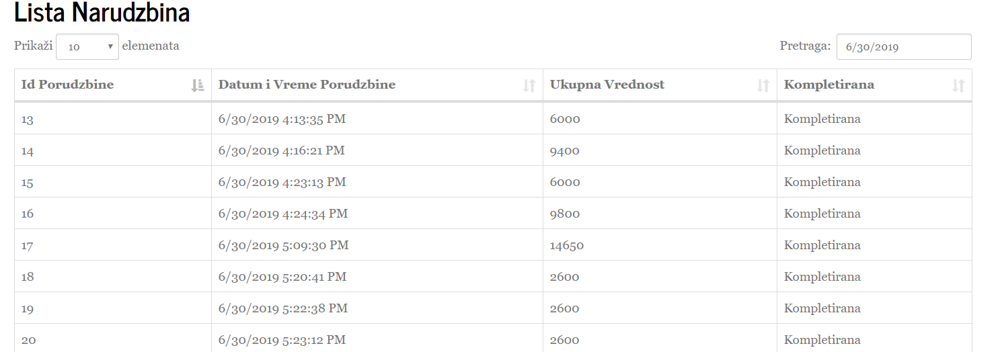 Lista Narudzbina
Prikaži 10 elemenata Pretraga: 6/30/2019
Id Porudzbine Datum i Vreme Porudzbine Ukupna Vrednost Kompletirana
13 6/30/2019 4:13:35 PM 6000 Kompletirana
14 6/30/2019 4:16:21 PM 9400 Kompletirana
15 6/30/2019 4:23:13 PM 6000 Kompletirana
16 6/30/2019 4:24:34 PM 9800 Kompletirana
17 6/30/2019 5:09:30 PM 14650 Kompletirana
18 6/30/2019 5:20:41 PM 2600 Kompletirana
19 6/30/2019 5:22:38 PM 2600 Kompletirana
20 6/30/2019 5:23:12 PM 2600 Kompletirana